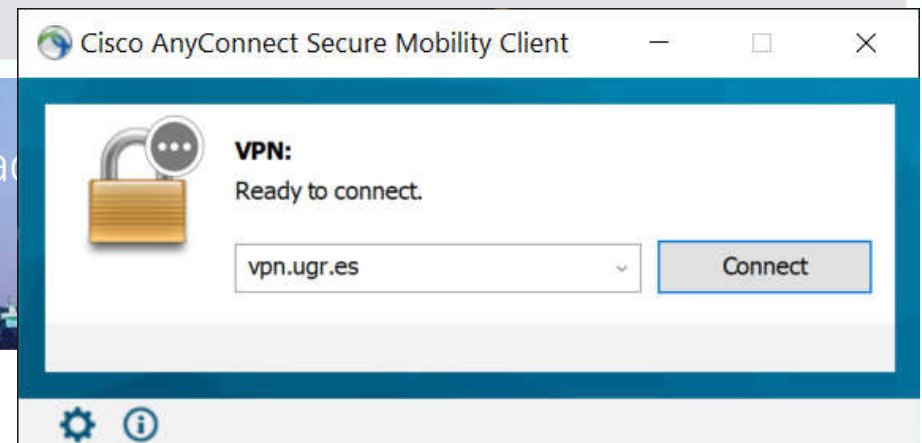 Cisco AnyConnect Secure Mobility Client
VPN:
Ready to connect.
vpn.ugr.es
Connect